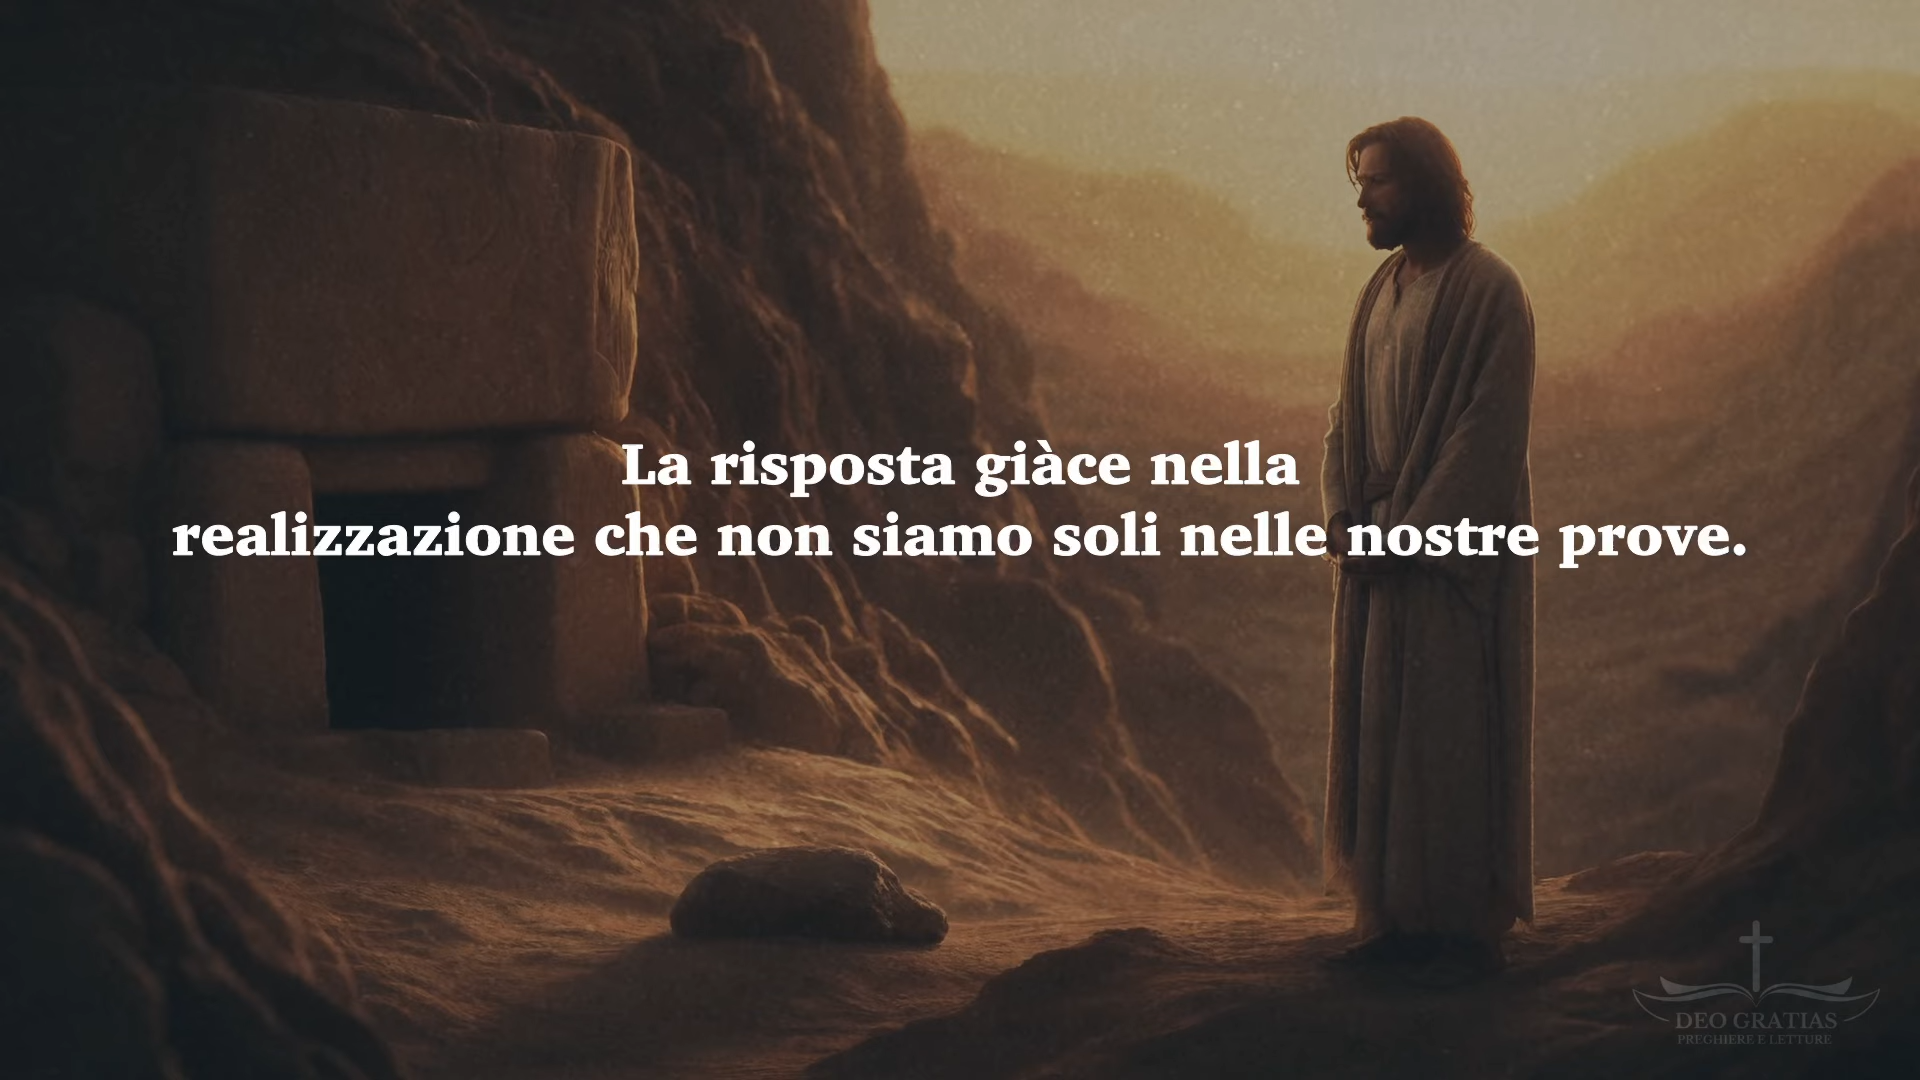 La risposta giàce nella
realizzazione che non siamo soli nelle nostre prove.
DEO GRATIAS
PREGHIERE E LETTURE